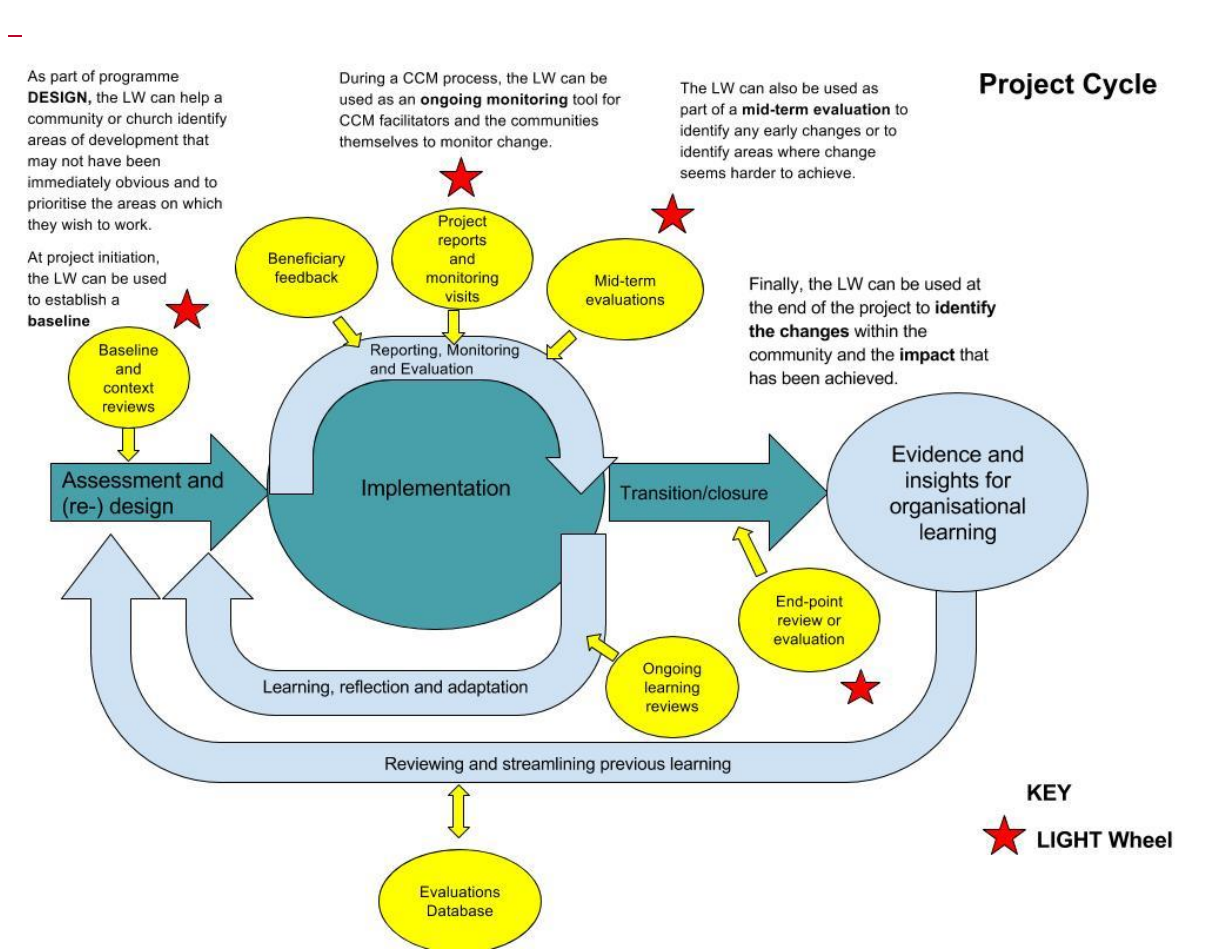 Project Cycle
As part of programme
DESIGN, the LW can help a
community or church identify
areas of development that
may not have been
immediately obvious and to
prioritise the areas on which
they wish to work.
At project initiation,
the LW can be used
to establish a
baseline
During a CCM process, the LW can be
used as an ongoing monitoring tool for
CCM facilitators and the communities
themselves to monitor change.
The LW can also be used as
part of a mid-term evaluation to
identify any early changes or to
identify areas where change
seems harder to achieve.
Finally, the LW can be used at
the end of the project to identify
the changes within the
community and the impact that
has been achieved.
Baseline
and
context
reviews
Beneficiary
feedback
Project
reports
and
monitoring
visits
Mid-term
evaluations
Reporting, Monitoring
and Evaluation
Assessment and
(re-) design
Implementation
Transition/closure
Evidence and
insights for
organisational
learning
End-point
review or
evaluation
Ongoing
learning
reviews
Learning, reflection and adaptation
Reviewing and streamlining previous learning
Evaluations
Database
KEY
LIGHT Wheel